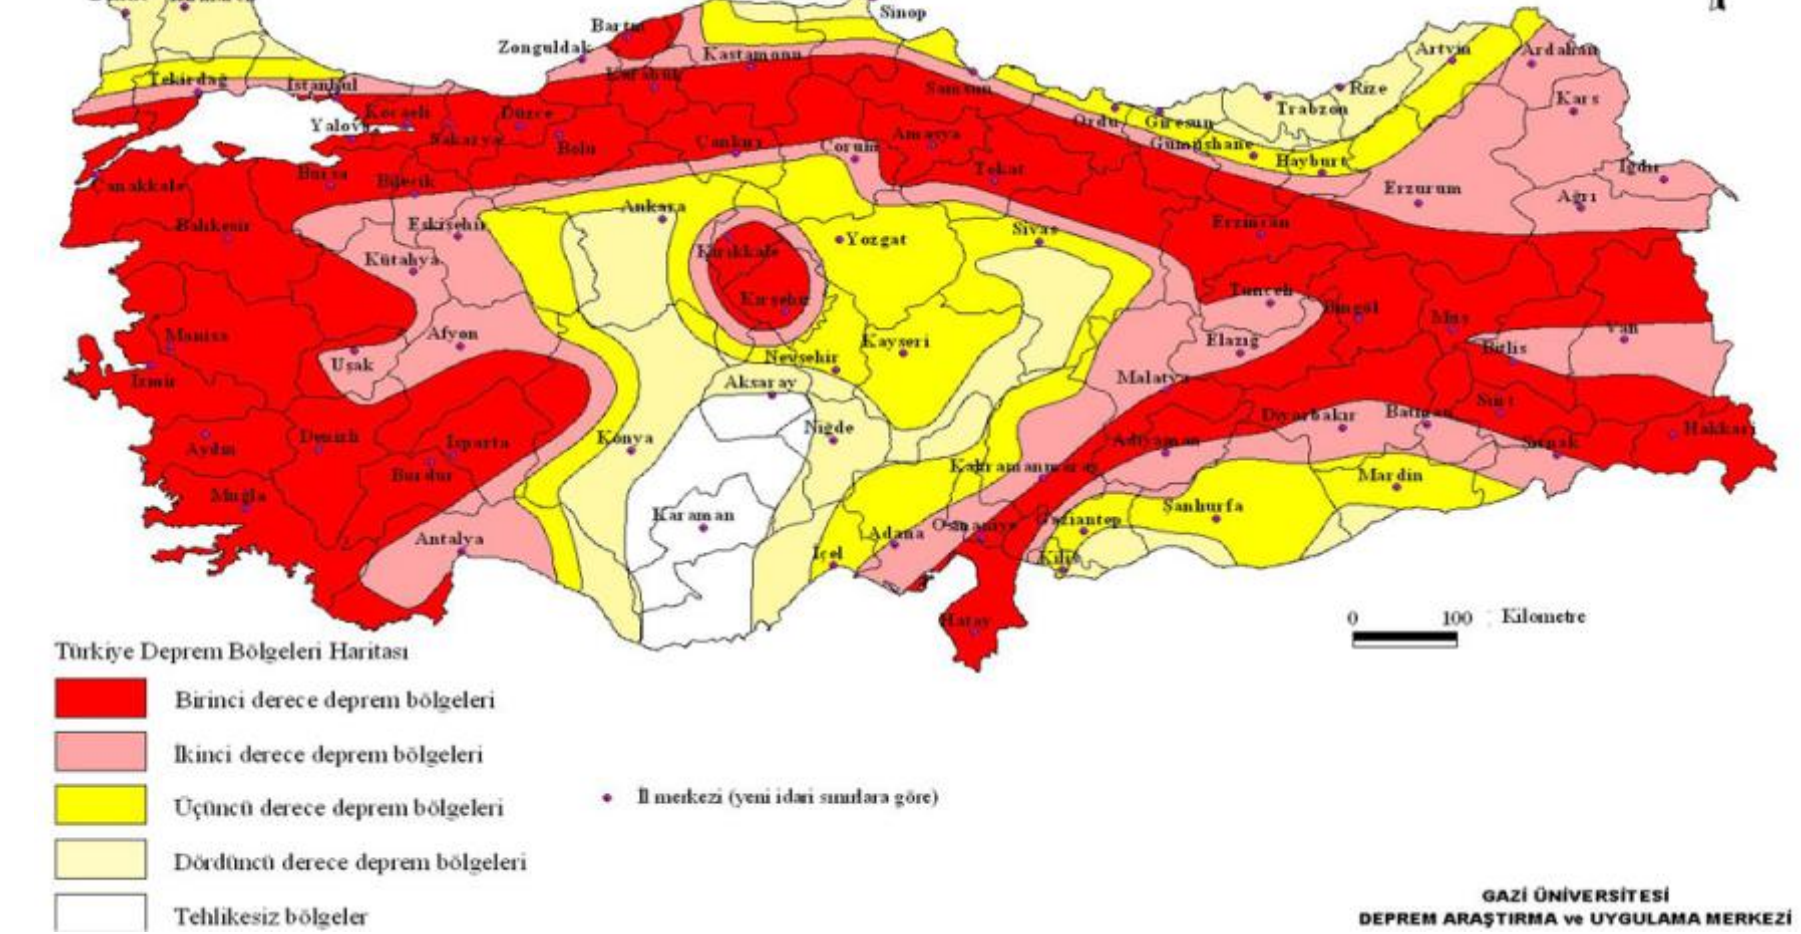 Sinop
Bartın
Zonguldak
Kastamonu
Artvin
Ardahan
Karabük
Tekirdağ
İstanbul
Samsun
Rize
Kars
Kocaeli
Düzce
Trabzon
Yalova
Sakarya
Ordu
Giresun
Bolu
Çankırı
Çorum
Amasya
Gümüşhane
Bayburt
Tokat
Iğdır
Çanakkale
Bursa
Bilecik
Erzurum
Ağrı
Balıkesir
Eskişehir
Ankara
Sivas
Erzincan
Kırıkkale
Yozgat
Kütahya
Kırşehir
Tunceli
Bingöl
Muş
Van
Manisa
Afyon
Uşak
Kayseri
Elazığ
Bitlis
Nevşehir
İzmir
Aksaray
Malatya
Siirt
Diyarbakır
Batman
Aydın
Denizli
Isparta
Konya
Niğde
Adıyaman
Şırnak
Hakkari
Burdur
Kahramanmaraş
Mardin
Muğla
Karaman
Şanlıurfa
Antalya
Adana
Osmaniye
Gaziantep
İçel
Kilis
Hatay
0 100 Kilometre
Türkiye Deprem Bölgeleri Haritası
Birinci derece deprem bölgeleri
İkinci derece deprem bölgeleri
Üçüncü derece deprem bölgeleri
İl merkezi (yeni idari sınırlara göre)
Dördüncü derece deprem bölgeleri
Tehlikesiz bölgeler
GAZİ ÜNİVERSİTESİ
DEPREM ARAŞTIRMA ve UYGULAMA MERKEZİ